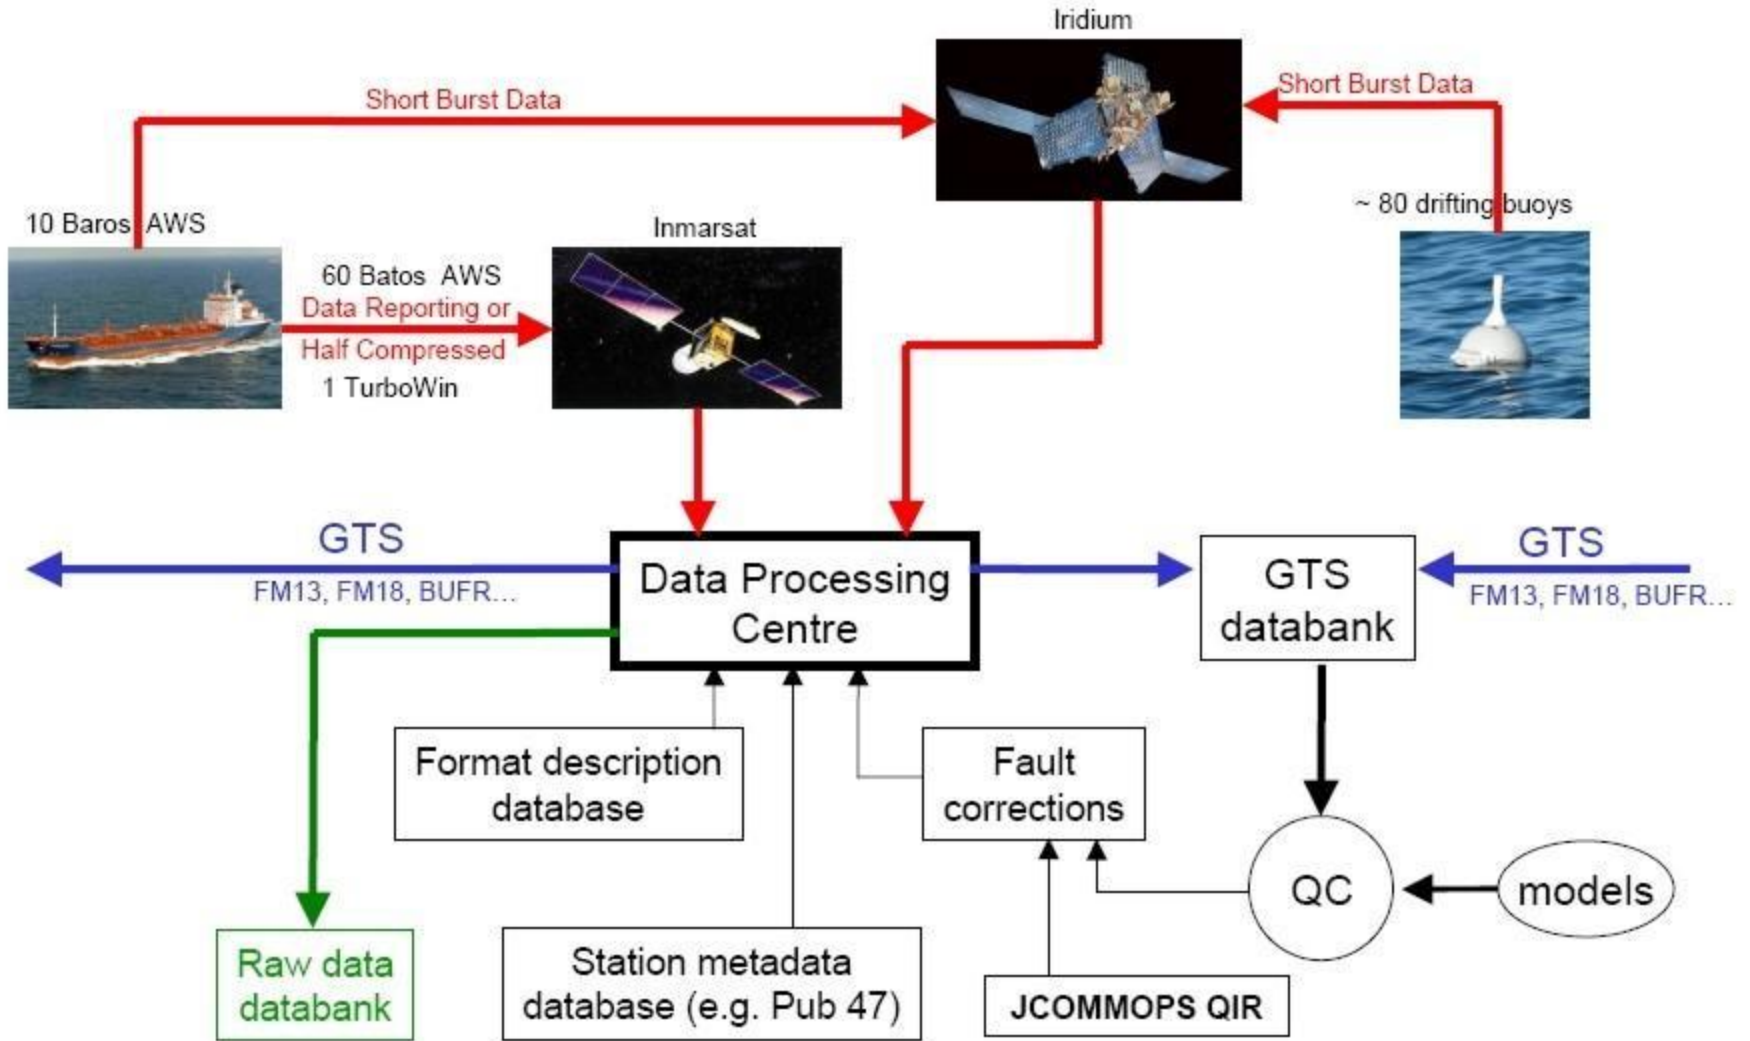 Iridium
Short Burst Data
Short Burst Data
10 Baros AWS
Inmarsat
~ 80 drifting buoys
60 Batos AWS
Data Reporting or
Half Compressed
1 TurboWin
GTS
FM13, FM18, BUFR...
Data Processing
Centre
GTS
databank
GTS
FM13, FM18, BUFR...
Format description
database
Fault
corrections
QC
models
Raw data
databank
Station metadata
database (e.g. Pub 47)
JCOMMOPS QIR